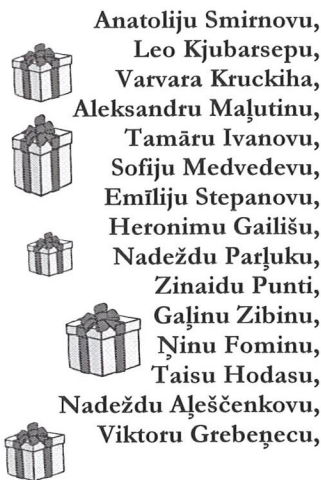 Anatoliju Smirnovu,
Leo Kjubarsepu,
Varvara Kruckiha,
Aleksandru Maļutinu,
Tamāru Ivanovu,
Sofiju Medvedevu,
Emīliju Stepanovu,
Heronimu Gailišu,
Nadeždu Parļuku,
Zinaidu Punti,
Gaļinu Zibinu,
Ņinu Fominu,
Taisu Hodasu,
Nadeždu Aļeščenkovu,
Viktoru Grebeņecu,